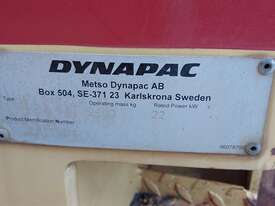 DYNAPAC
Metso Dynapac AB
Box 504, SE-371 23 Karlskrona Sweden
Type Operating mass kg Rated Power kW
22
Product Identification Number